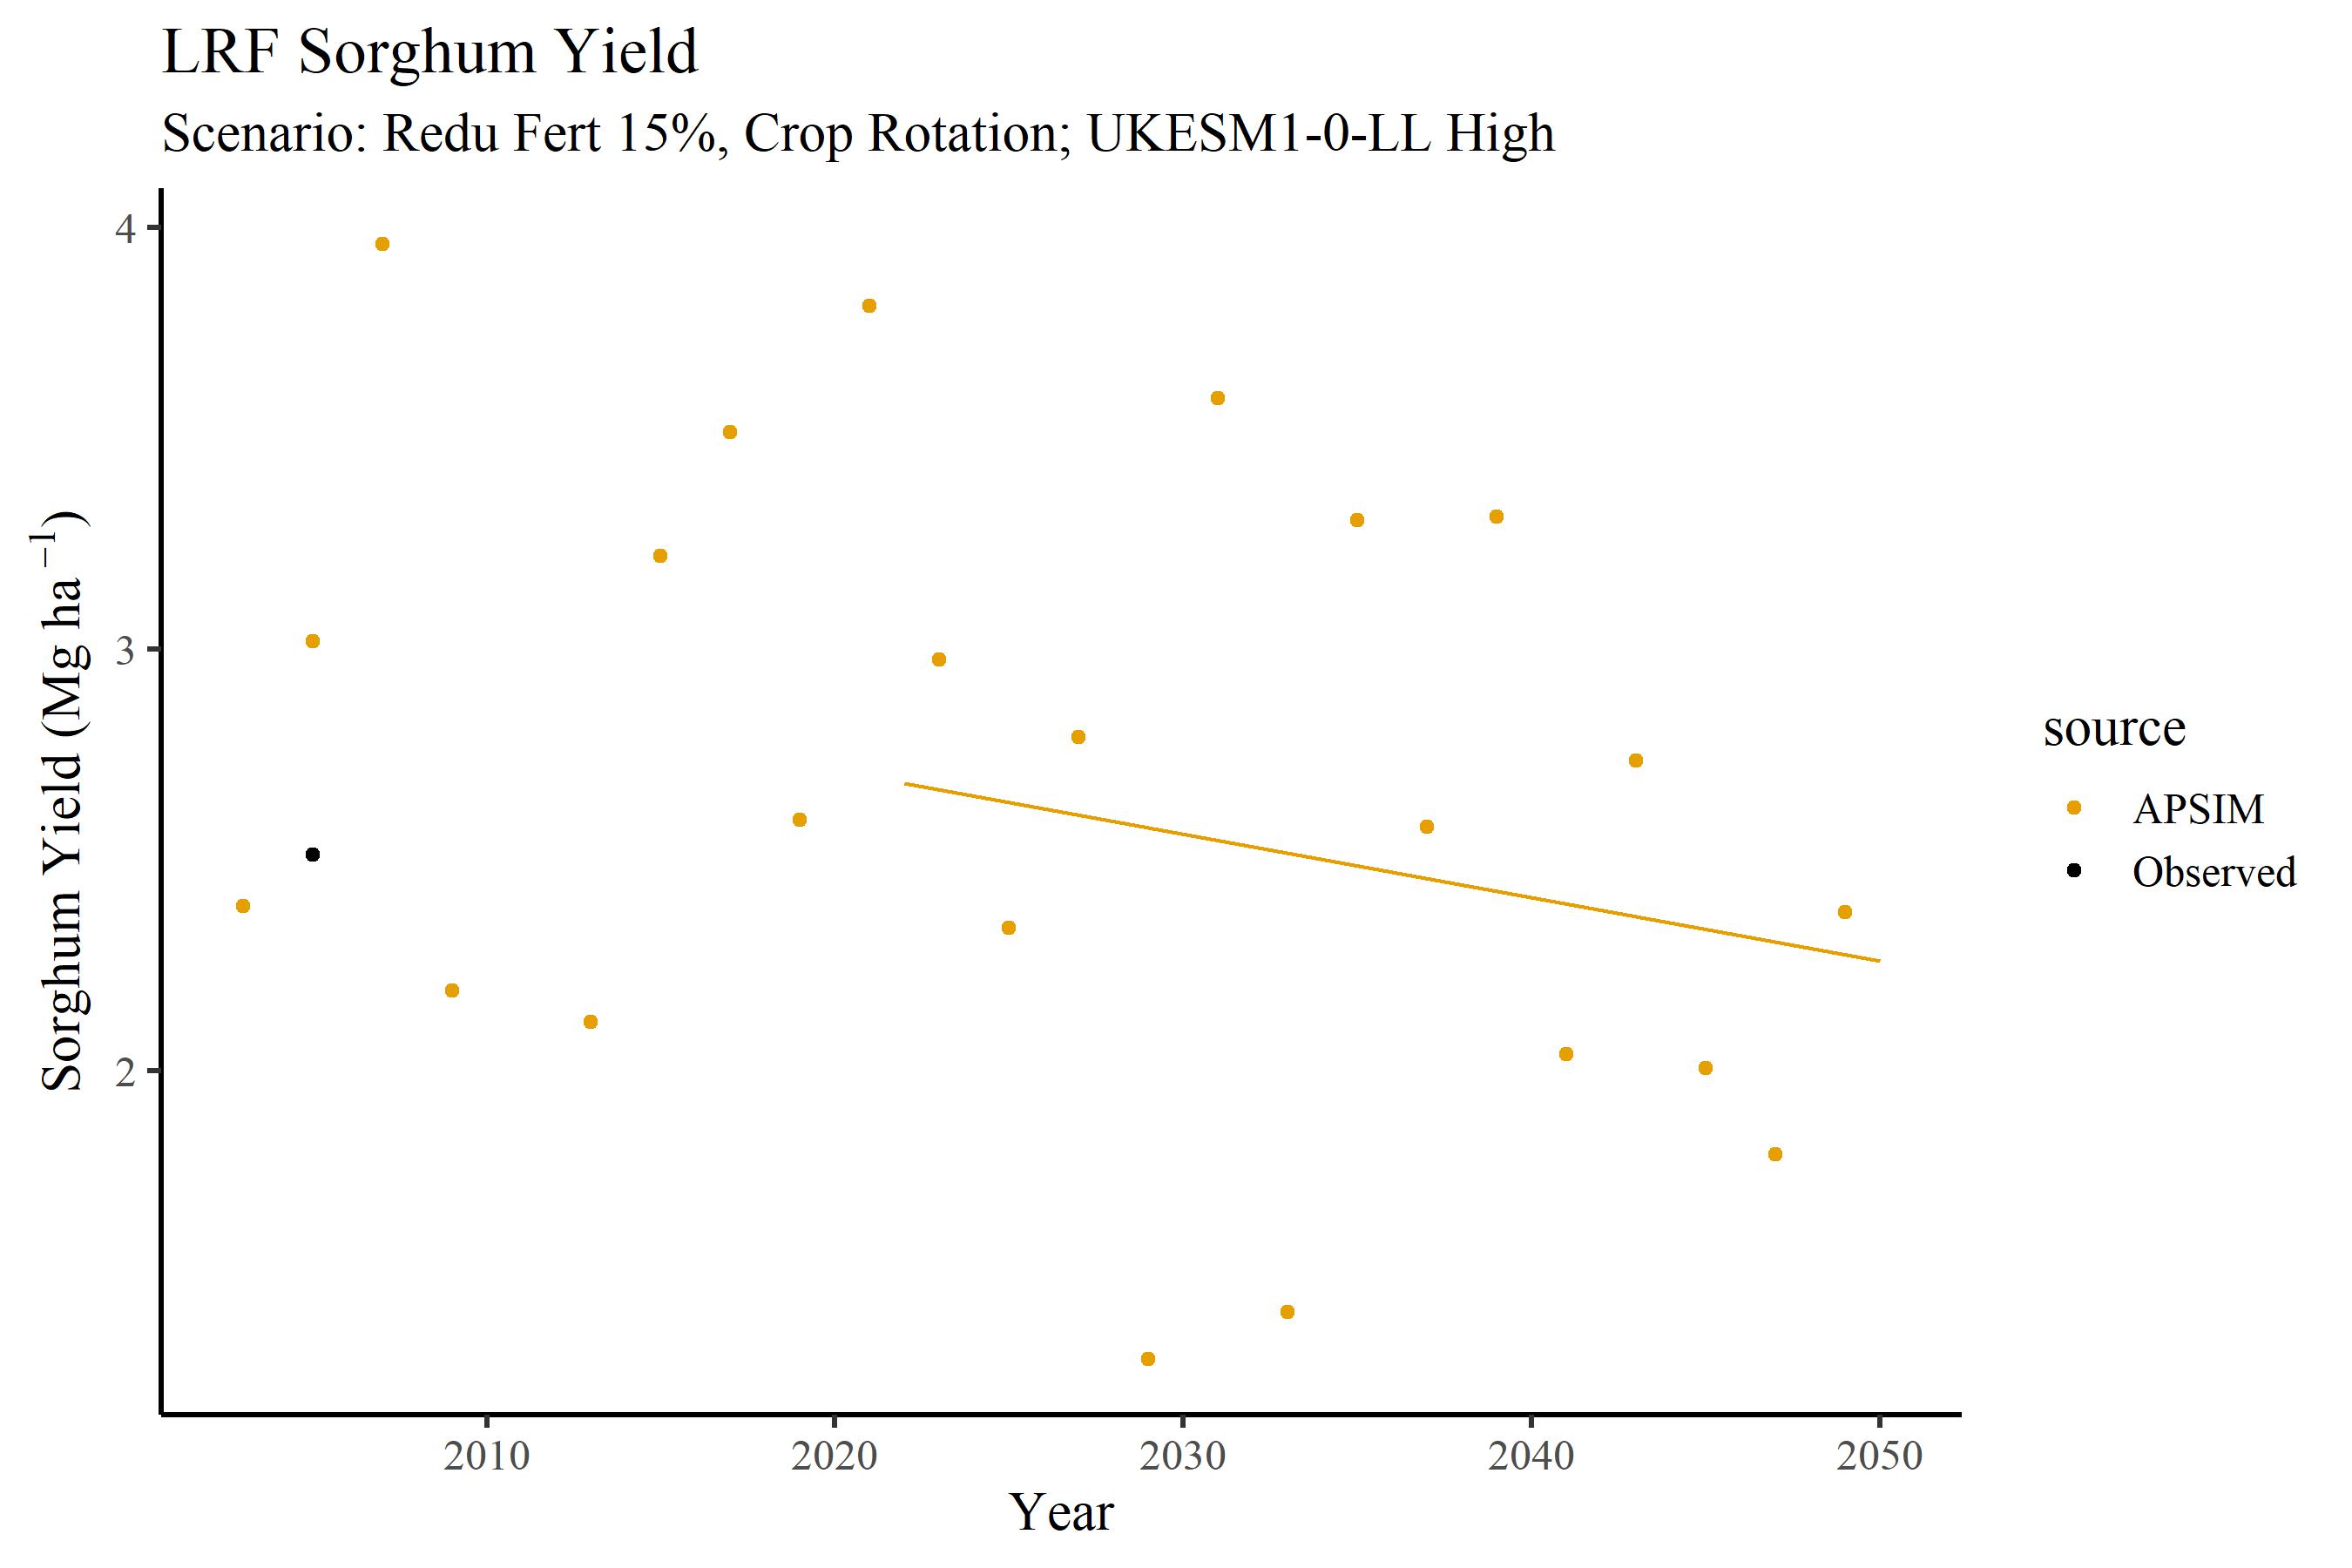 LRF Sorghum Yield
Scenario: Redu Fert 15%, Crop Rotation; UKESM1-0-LL High
Sorghum Yield (Mg ha⁻¹)
4
3
2
2010
2020
2030
2040
2050
Year
source
APSIM
Observed